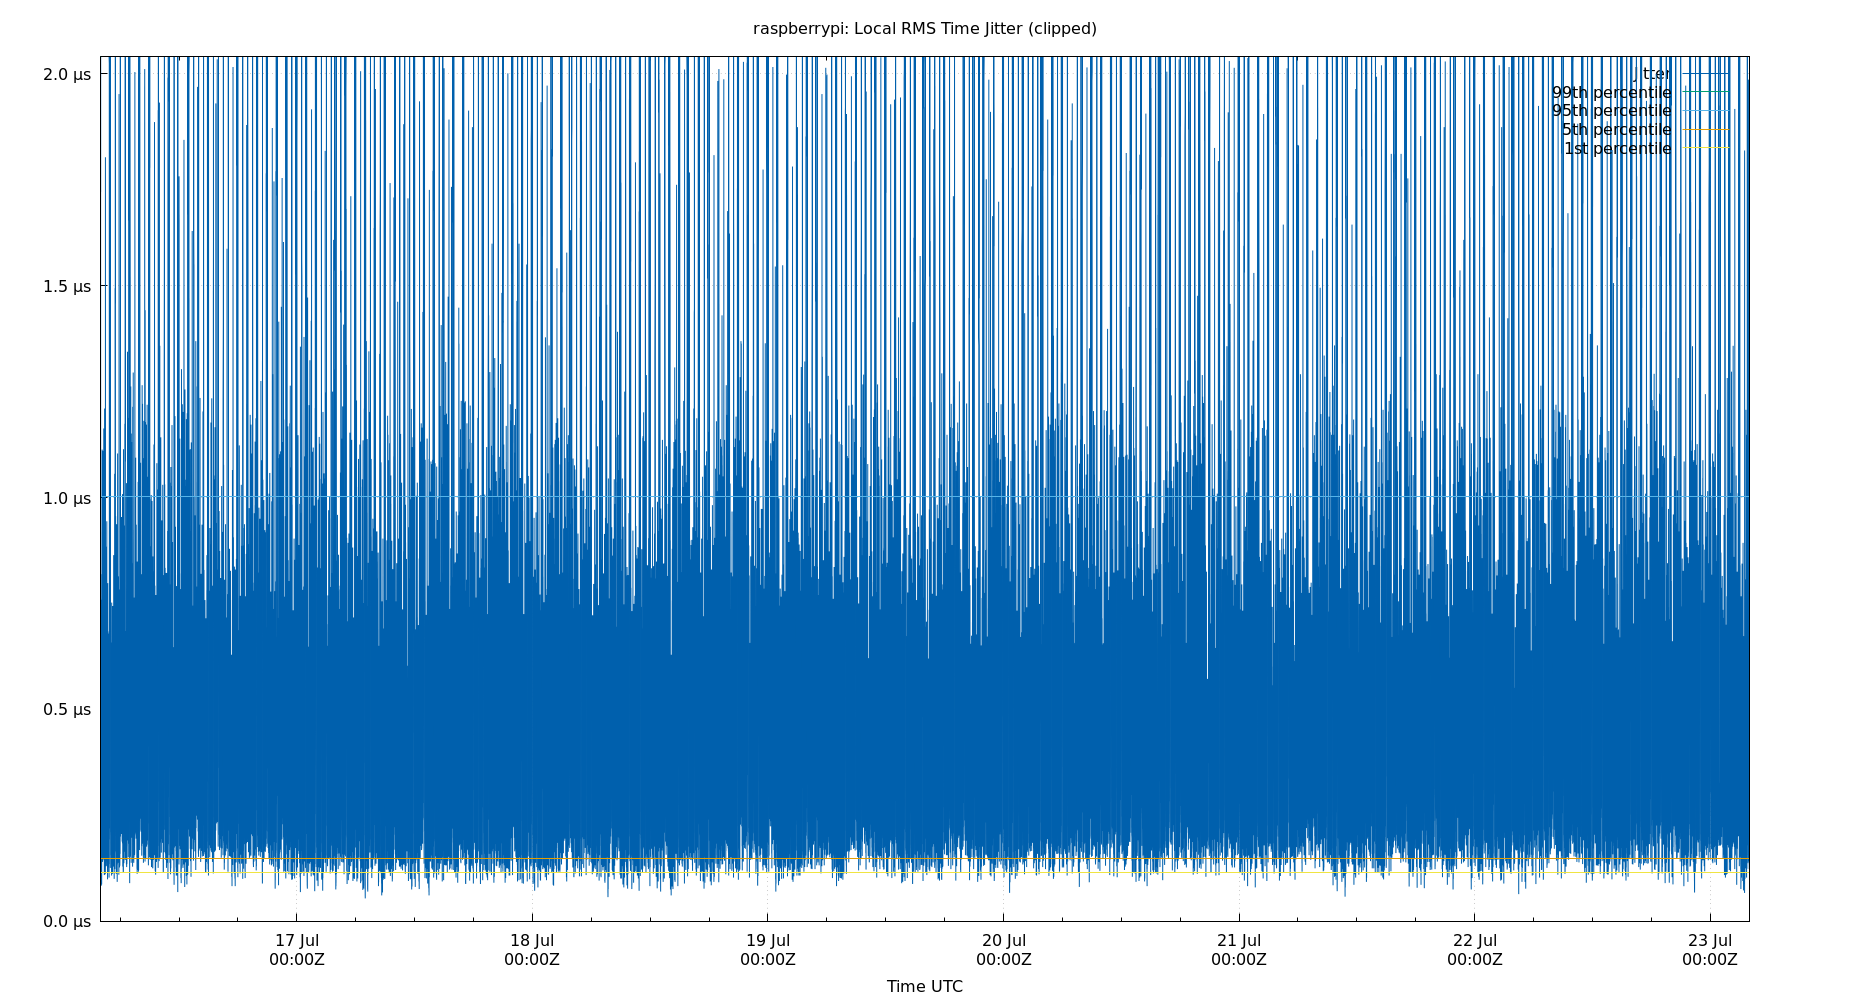 raspberrypi: Local RMS Time Jitter (clipped)
2.0 µs
1.5 µs
1.0 µs
0.5 µs
0.0 µs
jitter
99th percentile
95th percentile
5th percentile
1st percentile
17 Jul
00:00Z
18 Jul
00:00Z
19 Jul
00:00Z
20 Jul
00:00Z
21 Jul
00:00Z
22 Jul
00:00Z
23 Jul
00:00Z
Time UTC